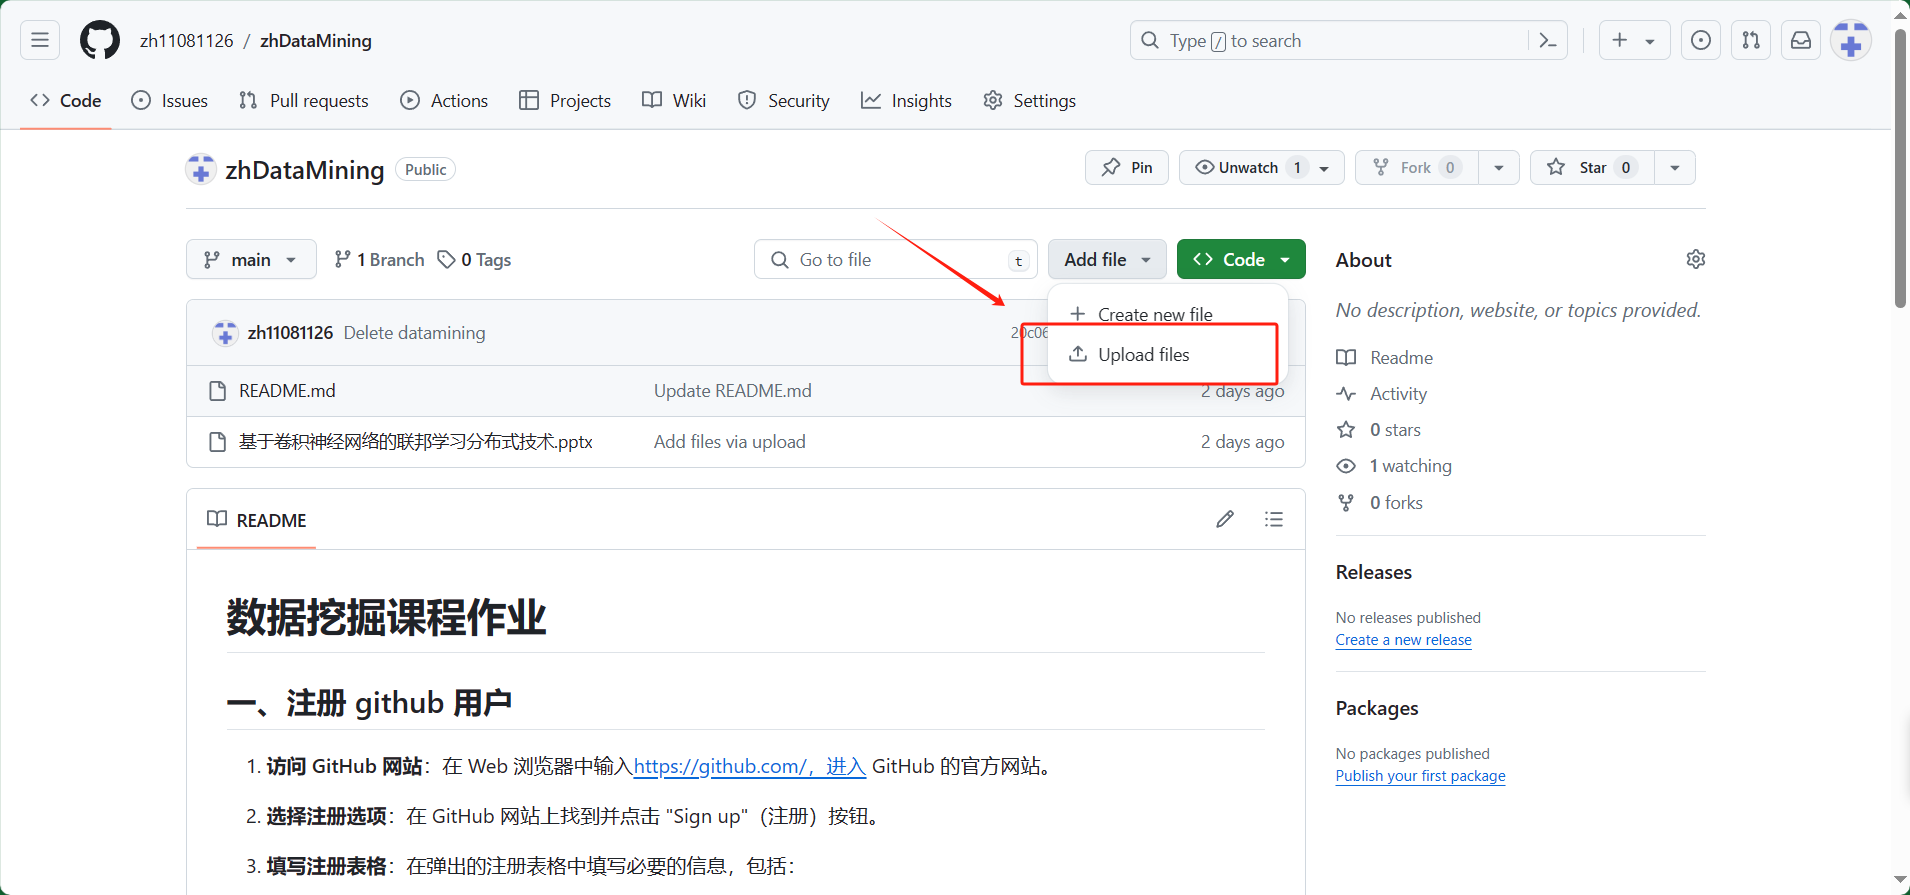 zh11081126 / zhDataMining
Type / to search
Code Issues Pull requests Actions Projects Wiki Security Insights Settings
zhDataMining Public
Pin Unwatch 1 Fork 0 Star 0
main 1 Branch 0 Tags Go to file t Add file Code
Create new file
Upload files
zh11081126 Delete datamining 20c06
README.md Update README.md 2 days ago
基于卷积神经网络的联邦学习分布式技术.pptx Add files via upload 2 days ago
README
数据挖掘课程作业
一、注册 github 用户
1. 访问 GitHub 网站：在 Web 浏览器中输入https://github.com/，进入 GitHub 的官方网站。
2. 选择注册选项：在 GitHub 网站上找到并点击 "Sign up"（注册）按钮。
3. 填写注册表格：在弹出的注册表格中填写必要的信息，包括：
About
No description, website, or topics provided.
Readme
Activity
0 stars
1 watching
0 forks
Releases
No releases published
Create a new release
Packages
No packages published
Publish your first package